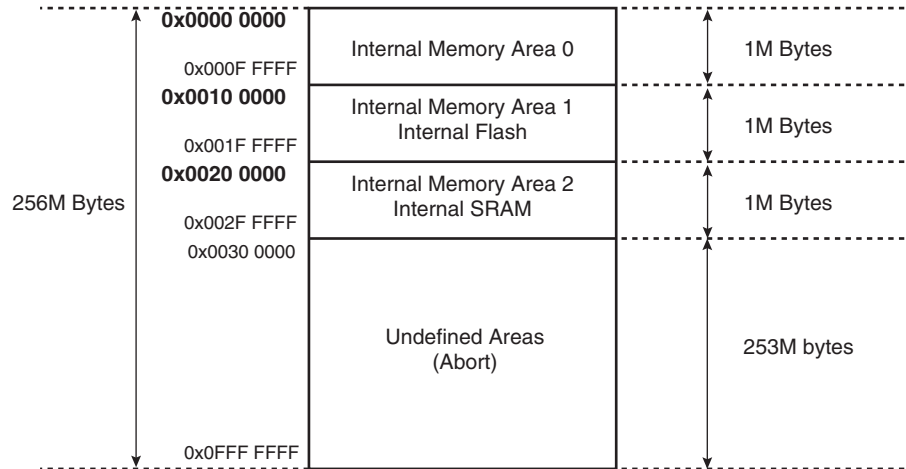 0x0000 0000
Internal Memory Area 0
1M Bytes
0x000F FFFF
0x0010 0000
Internal Memory Area 1
Internal Flash
1M Bytes
0x001F FFFF
0x0020 0000
Internal Memory Area 2
Internal SRAM
1M Bytes
256M Bytes
0x002F FFFF
0x0030 0000
Undefined Areas
(Abort)
253M bytes
0x0FFF FFFF